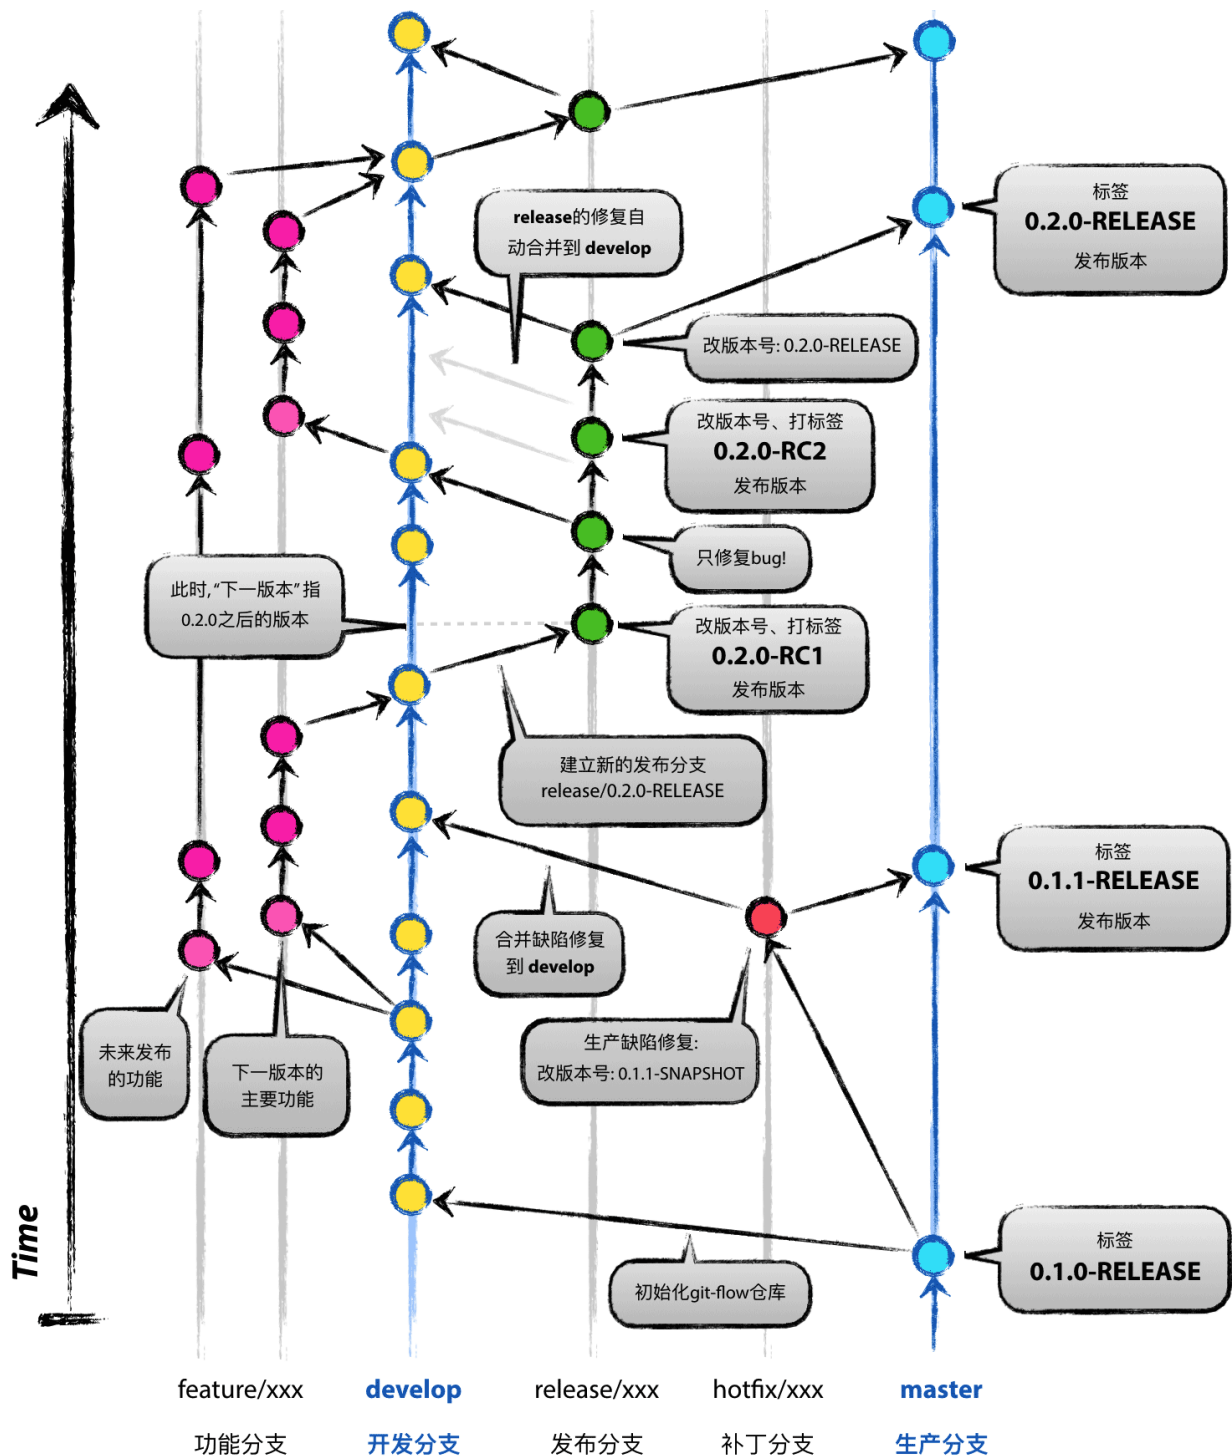 标签
0.2.0-RELEASE
发布版本
release的修复自
动合并到 develop
改版本号: 0.2.0-RELEASE
改版本号、打标签
0.2.0-RC2
发布版本
只修复bug!
此时, “下一版本” 指
0.2.0之后的版本
改版本号、打标签
0.2.0-RC1
发布版本
建立新的发布分支
release/0.2.0-RELEASE
标签
0.1.1-RELEASE
发布版本
合并缺陷修复
到 develop
生产缺陷修复:
改版本号: 0.1.1-SNAPSHOT
未来发布
的功能
下一版本的
主要功能
标签
0.1.0-RELEASE
初始化git-flow仓库
Time
feature/xxx
功能分支
develop
开发分支
release/xxx
发布分支
hotfix/xxx
补丁分支
master
生产分支